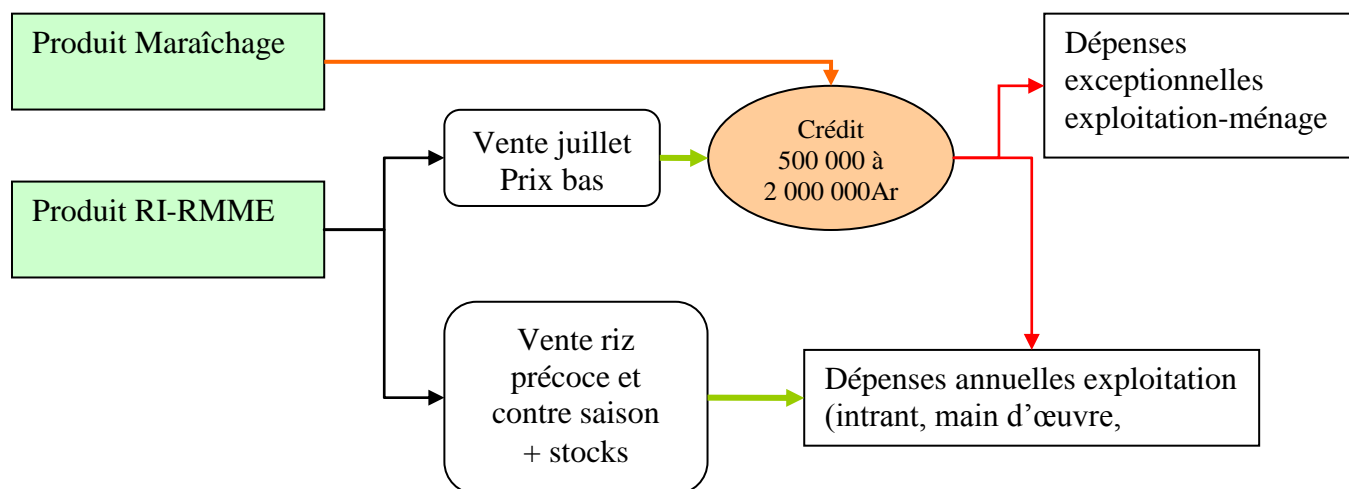 Produit Maraîchage
Dépenses
exceptionnelles
exploitation-ménage
Crédit
500 000 à
2 000 000Ar
Vente juillet
Prix bas
Produit RI-RMME
Vente riz
précoce et
contre saison
+ stocks
Dépenses annuelles exploitation
(intrant, main d’œuvre,